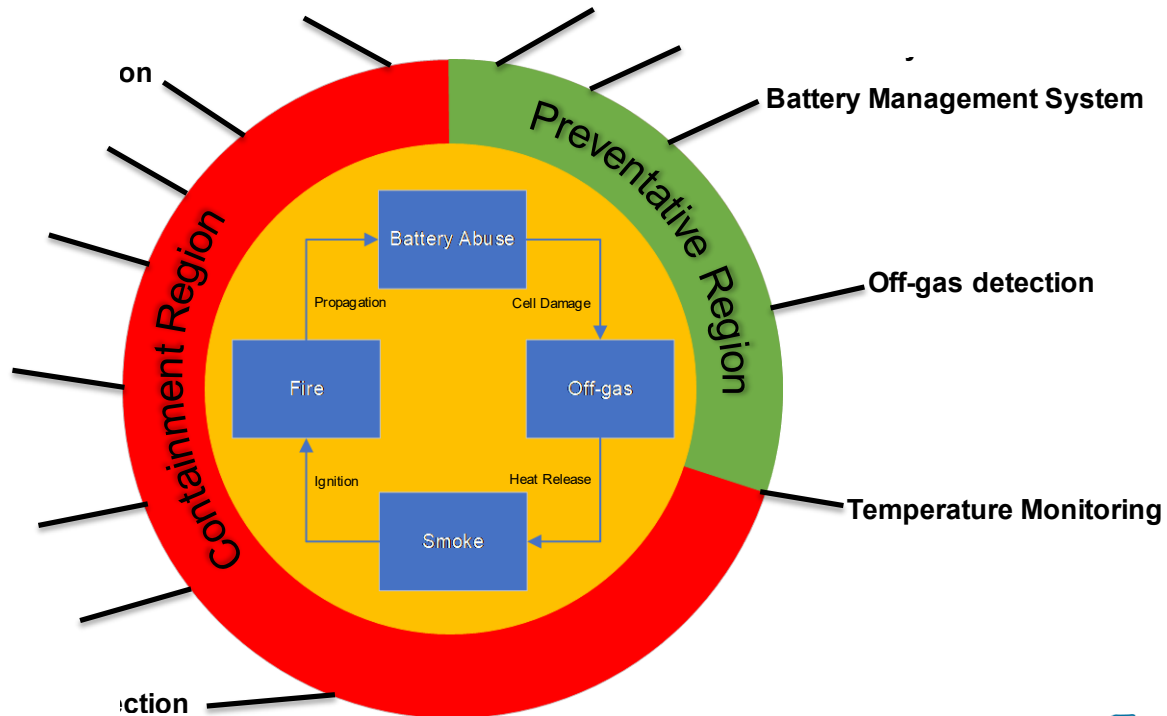 on
Battery Management System
Preventative Region
Containment Region
Battery Abuse
Propagation
Cell Damage
Off-gas detection
Fire
Off-gas
Ignition
Heat Release
Temperature Monitoring
Smoke
ection